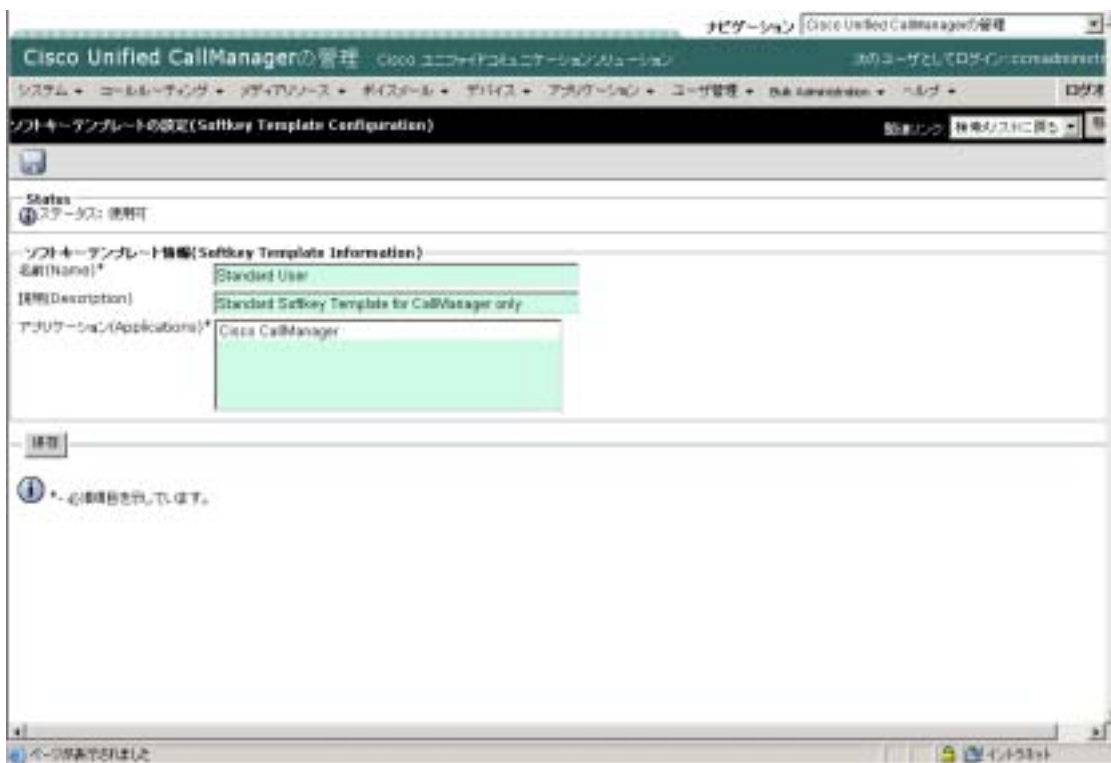 ナビゲーション Cisco Unified CallManagerの管理
Cisco Unified CallManagerの管理 Cisco ユニファイドコミュニケーションソリューション 次のユーザとしてログイン:
システム コールルーティング メディアリソース ボイスメール デバイス アプリケーション ユーザ管理 Bulk Administration ヘルプ ログオ
ソフトキーテンプレートの設定(Softkey Template Configuration) 関連リンク 検索/リストに戻る
Status
ステータス: 使用可
ソフトキーテンプレート情報(Softkey Template Information)
名前(Name)* Standard User
説明(Description) Standard Softkey Template for CallManager only
アプリケーション(Applications)* Cisco CallManager
保存
*- 必須項目を示しています。
ページが表示されました イントラネット